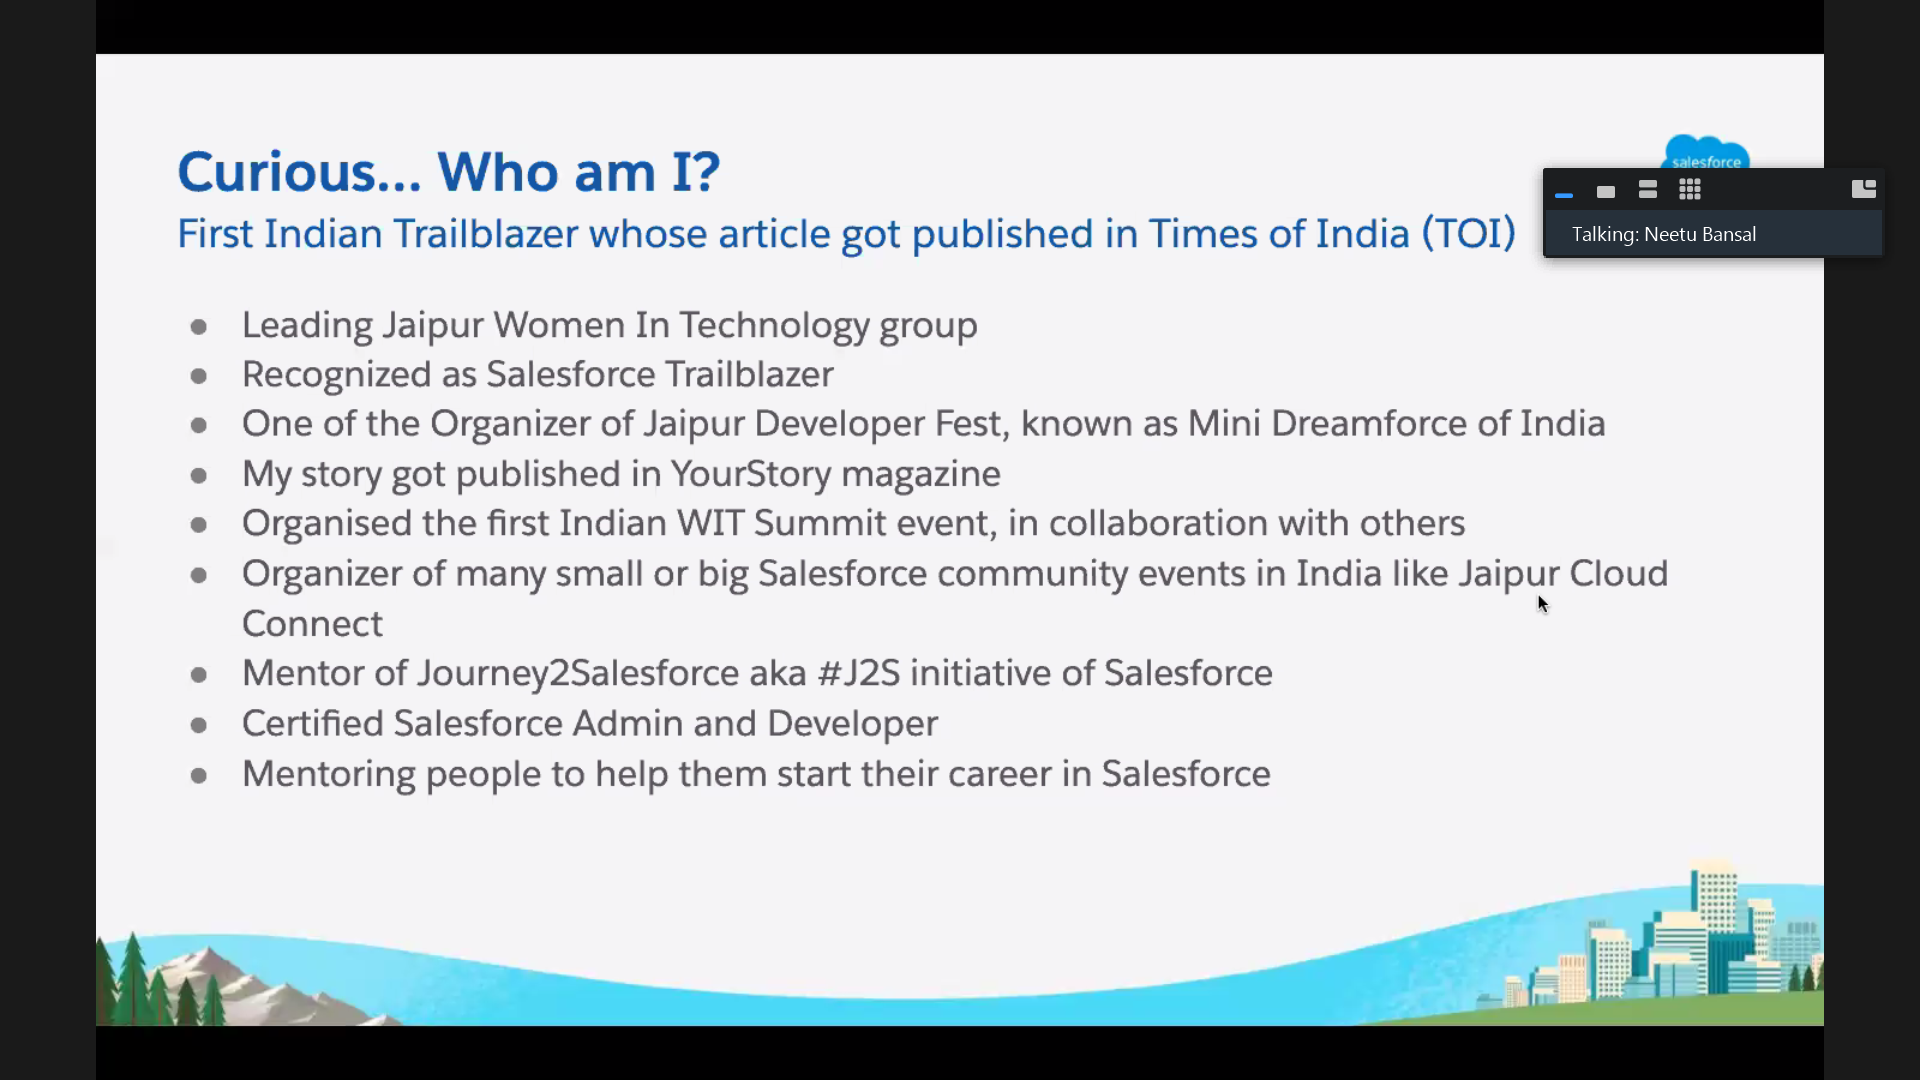 Curious... Who am I?
salesforce
First Indian Trailblazer whose article got published in Times of India (TOI)
Talking: Neetu Bansal
● Leading Jaipur Women In Technology group
● Recognized as Salesforce Trailblazer
● One of the Organizer of Jaipur Developer Fest, known as Mini Dreamforce of India
● My story got published in YourStory magazine
● Organised the first Indian WIT Summit event, in collaboration with others
● Organizer of many small or big Salesforce community events in India like Jaipur Cloud
Connect
● Mentor of Journey2Salesforce aka #J2S initiative of Salesforce
● Certified Salesforce Admin and Developer
● Mentoring people to help them start their career in Salesforce